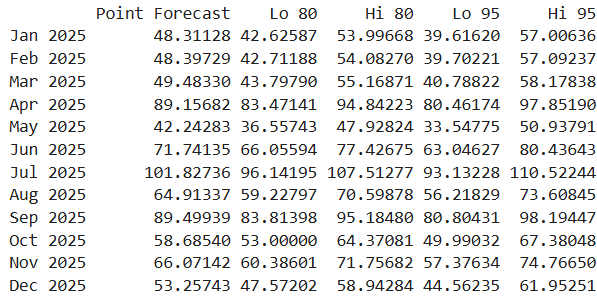 Point Forecast    Lo 80     Hi 80    Lo 95     Hi 95
Jan 2025       48.31128 42.62587  53.99668 39.61620  57.00636
Feb 2025       48.39729 42.71188  54.08270 39.70221  57.09237
Mar 2025       49.48330 43.79790  55.16871 40.78822  58.17838
Apr 2025       89.15682 83.47141  94.84223 80.46174  97.85190
May 2025       42.24283 36.55743  47.92824 33.54775  50.93791
Jun 2025       71.74135 66.05594  77.42675 63.04627  80.43643
Jul 2025      101.82736 96.14195 107.51277 93.13228 110.52244
Aug 2025       64.91337 59.22797  70.59878 56.21829  73.60845
Sep 2025       89.49939 83.81398  95.18480 80.80431  98.19447
Oct 2025       58.68540 53.00000  64.37081 49.99032  67.38048
Nov 2025       66.07142 60.38601  71.75682 57.37634  74.76650
Dec 2025       53.25743 47.57202  58.94284 44.56235  61.95251